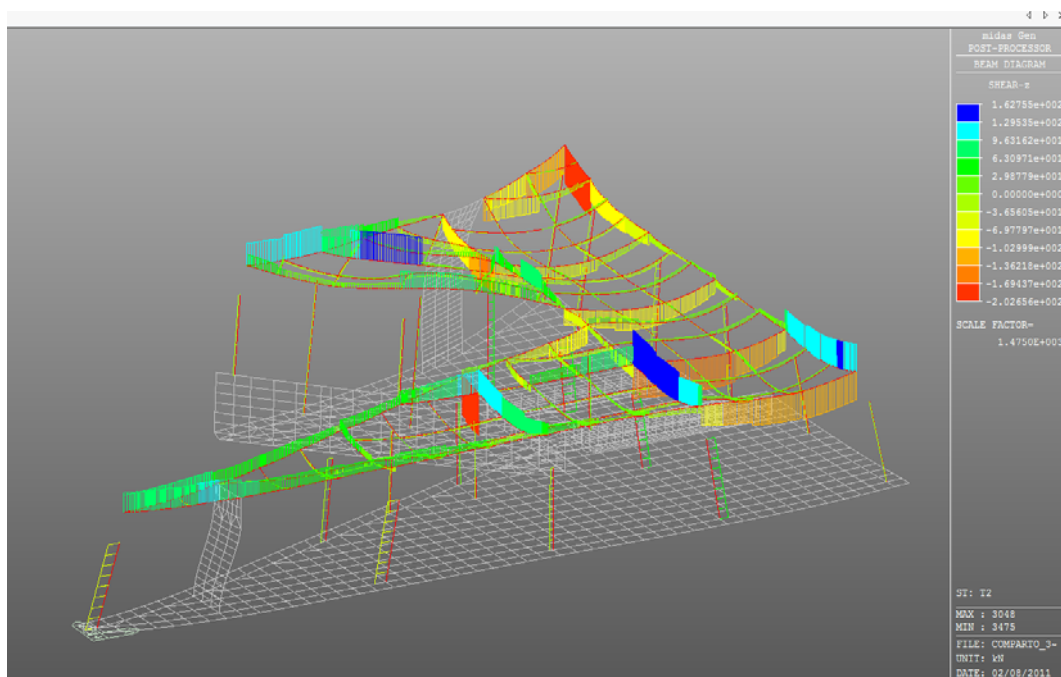 midas Gen
POST-PROCESSOR
BEAM DIAGRAM
SHEAR-z
1.62755e+002
1.29535e+002
9.63162e+001
6.30971e+001
2.98779e+001
0.00000e+000
-3.65605e+001
-6.97797e+001
-1.02999e+002
-1.36218e+002
-1.69437e+002
-2.02656e+002
SCALE FACTOR=
1.4750E+001
ST: T2
MAX : 3048
MIN : 3475
FILE: COMPARTO_3~
UNIT: kN
DATE: 02/08/2011